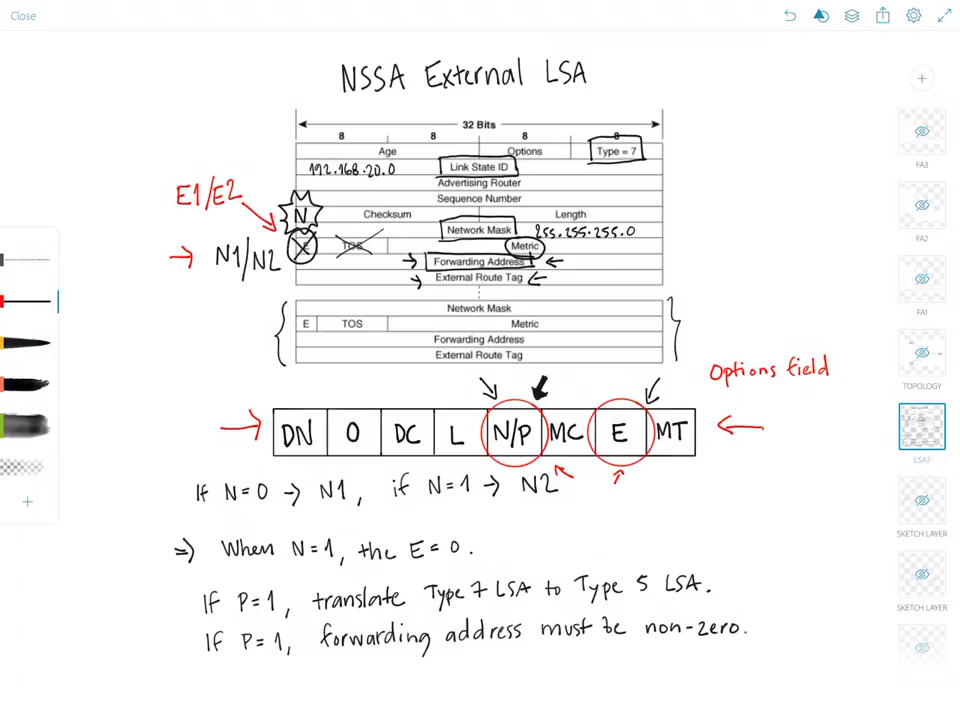 Close
NSSA External LSA
32 Bits
8 8 8 8
Age Options Type = 7
192.168.20.0 Link State ID
Advertising Router
E1/E2 Sequence Number
N Checksum Length
Network Mask 255.255.255.0
N1/N2 E TOS Metric
Forwarding Address
External Route Tag
Network Mask
E TOS Metric
Forwarding Address
External Route Tag
Options field
DN O DC L N/P MC E MT
If N=0 → N1, if N=1 → N2
⇒ When N=1, the E=0.
If P=1, translate Type 7 LSA to Type 5 LSA.
If P=1, forwarding address must be non-zero.
FA3
FA2
FA1
TOPOLOGY
LSA7
SKETCH LAYER
SKETCH LAYER